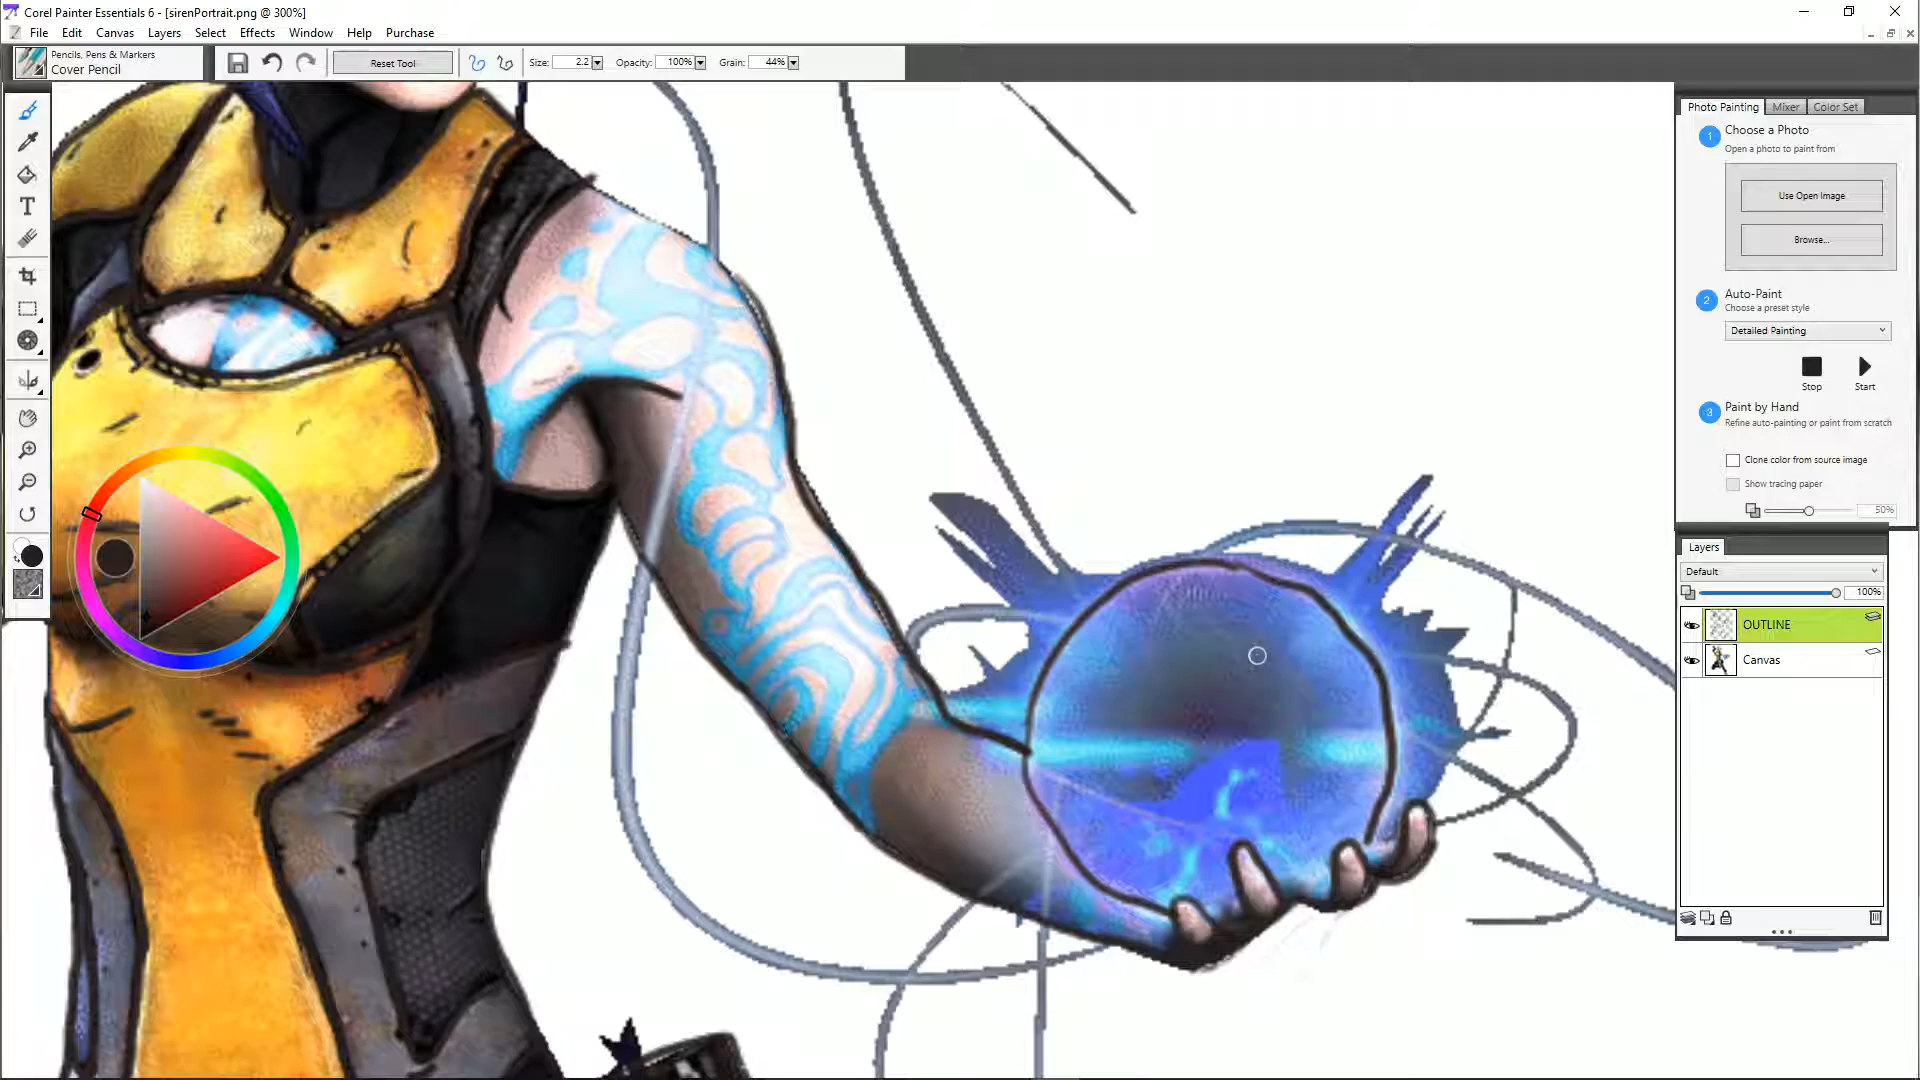 Corel Painter Essentials 6 - [sirenPortrait.png @ 300%]
File Edit Canvas Layers Select Effects Window Help Purchase
Pencils, Pens & Markers
Cover Pencil
Reset Tool
Size: 2.2 Opacity: 100% Grain: 44%
Photo Painting Mixer Color Set
1 Choose a Photo
Open a photo to paint from
Use Open Image
Browse...
2 Auto-Paint
Choose a preset style
Detailed Painting
Stop Start
3 Paint by Hand
Refine auto-painting or paint from scratch
Clone color from source image
Show tracing paper
50%
Layers
Default
100%
OUTLINE
Canvas